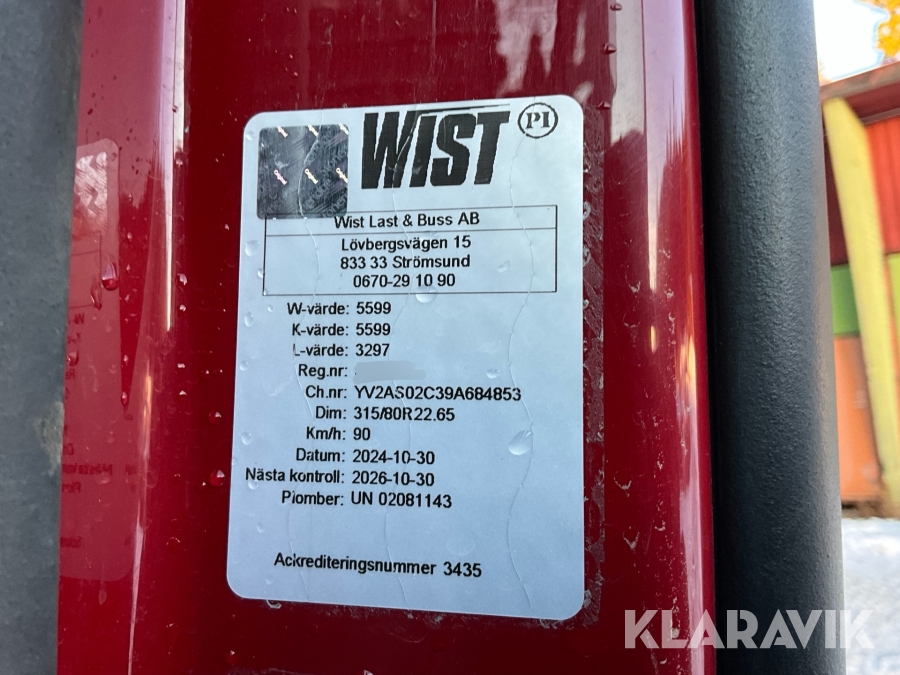 WIST
PI
Wist Last & Buss AB
Lövbergsvägen 15
833 33 Strömsund
0670-29 10 90
W-värde: 5599
K-värde: 5599
L-värde: 3297
Reg.nr:
Ch.nr: YV2AS02C39A684853
Dim: 315/80R22.65
Km/h: 90
Datum: 2024-10-30
Nästa kontroll: 2026-10-30
Plomber: UN 02081143
Ackrediteringsnummer 3435
KLARAVIK